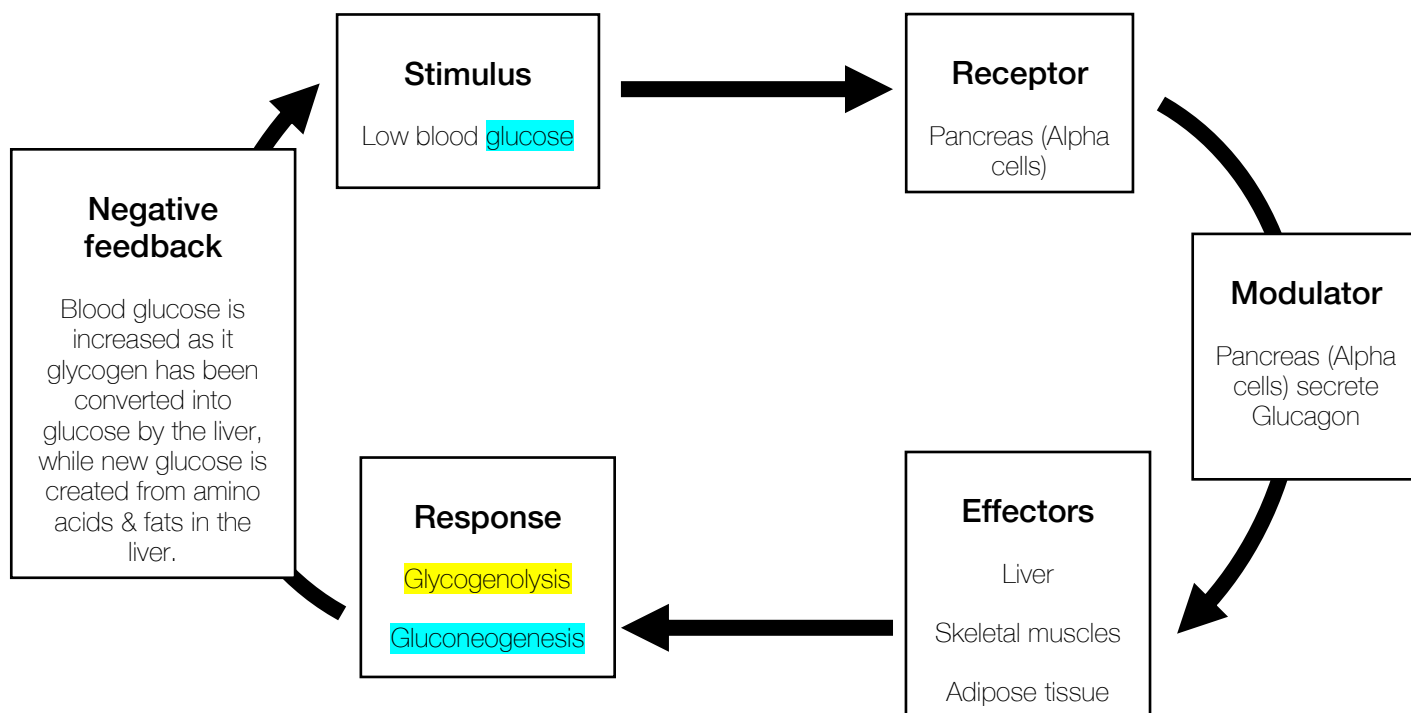 Stimulus
Low blood glucose
Receptor
Pancreas (Alpha
cells)
Modulator
Pancreas (Alpha
cells) secrete
Glucagon
Effectors
Liver
Skeletal muscles
Adipose tissue
Response
Glycogenolysis
Gluconeogenesis
Negative
feedback
Blood glucose is
increased as it
glycogen has been
converted into
glucose by the liver,
while new glucose is
created from amino
acids & fats in the
liver.